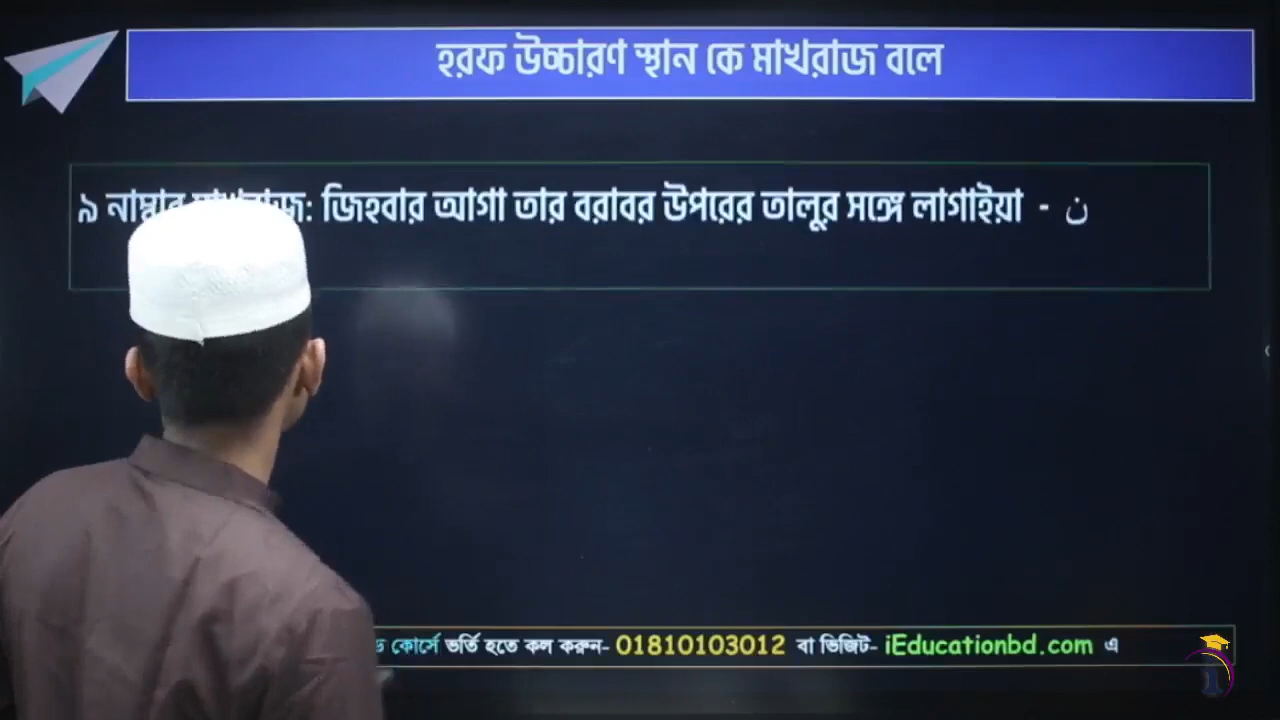 হরফ উচ্চারণ স্থান কে মাখরাজ বলে
৯ নাম্বার মাখরাজ: জিহবার আগা তার বরাবর উপরের তালুর সঙ্গে লাগাইয়া - ن
কোর্সে ভর্তি হতে কল করুন- 01810103012 বা ভিজিট- iEducationbd.com এ